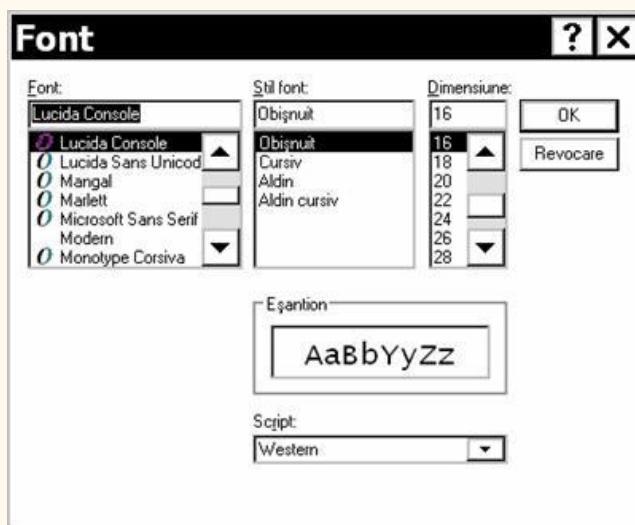 Font ? X
Font: Stil font: Dimensiune:
Lucida Console Obişnuit 16 OK
Lucida Console Obişnuit 16 Revocare
Lucida Sans Unicod Cursiv 18
Mangal Aldin 20
Marlett Aldin cursiv 22
Microsoft Sans Serif 24
Modern 26
Monotype Corsiva 28
Eşantion
AaBbYyZz
Script:
Western